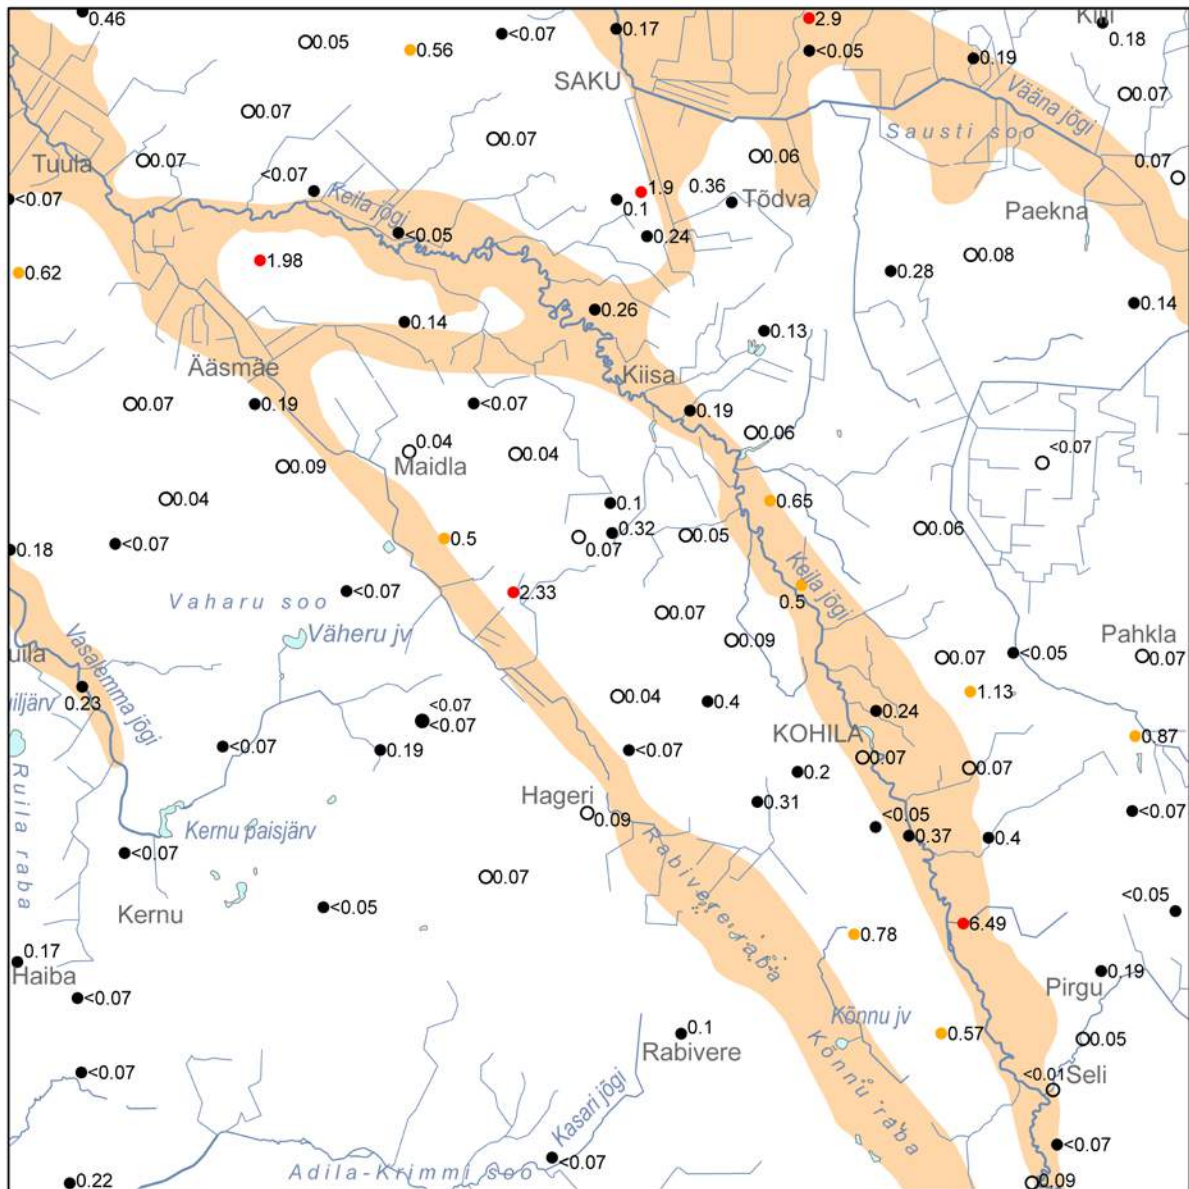 0.46
0.05
0.56
<0.07
0.17
2.9
<0.05
Kiili
0.18
0.19
SAKU
0.07
Vääna jõgi
Sausti soo
0.07
0.07
Tuula
0.07
<0.07
0.06
0.07
<0.07
Keila jõgi
1.9
0.1
0.36
Tõdva
Paekna
<0.05
0.24
0.08
0.62
1.98
0.28
0.14
0.14
0.26
0.13
Ääsmäe
Kiisa
0.07
0.19
<0.07
0.19
0.06
0.04
0.04
<0.07
0.09
Maidla
0.04
0.1
0.65
0.32
0.06
0.18
<0.07
0.5
0.07
0.05
Keila jõgi
<0.07
2.33
0.5
Vaharu soo
0.07
Väheru jv
0.09
Pahkla
uila
Vasalemma jõgi
<0.05
0.07
0.07
0.23
0.04
0.4
1.13
uiljärv
<0.07
<0.07
0.24
KOHILA
0.87
<0.07
0.19
<0.07
0.07
0.07
0.2
Ruila raba
Hageri
0.31
<0.07
0.09
<0.05
Kernu paisjärv
0.37
0.4
<0.07
Rabivere raba
0.07
<0.05
Kernu
<0.05
6.49
0.78
0.17
Haiba
0.19
Pirgu
<0.07
Kõnnu jv
0.57
0.1
0.05
Rabivere
Kõnnu raba
<0.07
<0.01
Seli
Kasari jõgi
<0.07
<0.07
Adila-Krimmi soo
0.22
0.09